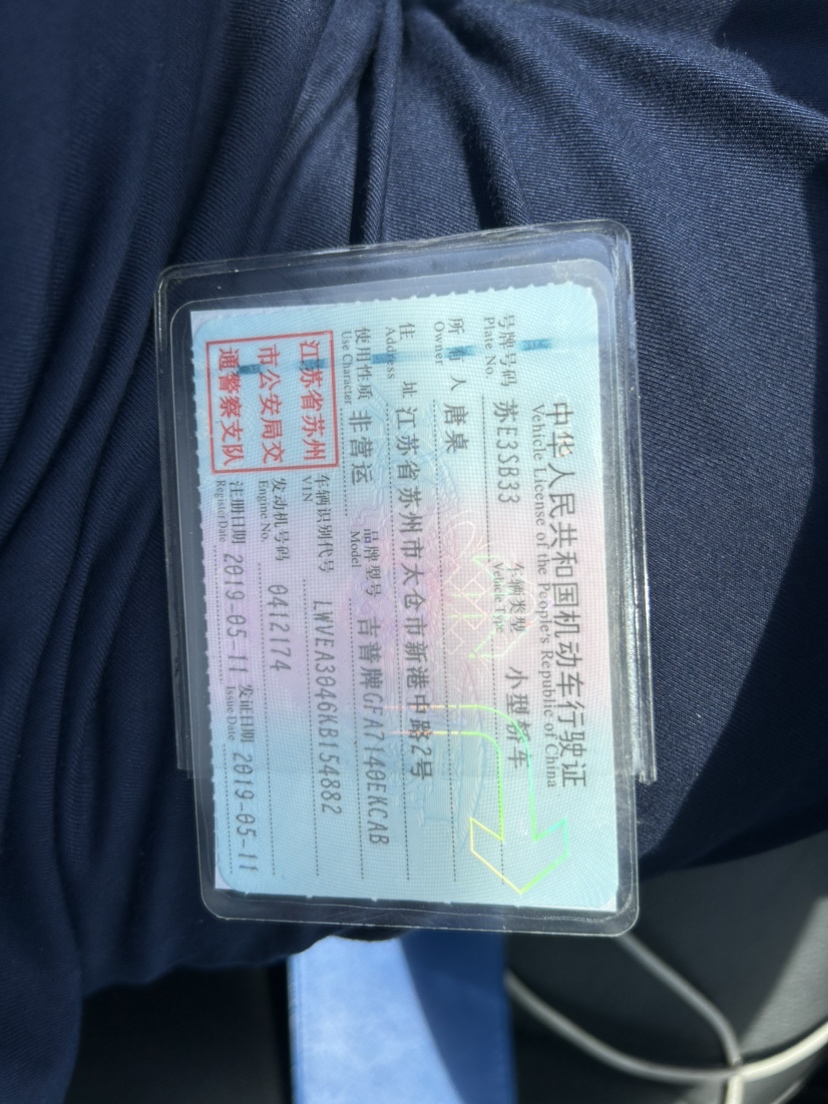 中华人民共和国机动车行驶证
Vehicle License of the People's Republic of China
号牌号码 苏E3SB33 车辆类型 小型轿车
Plate No. Vehicle Type
所有人 唐桌
Owner
住址 江苏省苏州市太仓市新港中路2号
Address
使用性质 非营运 品牌型号 吉普牌GFA7140EKCAB
Use Character Model
江苏省苏州
市公安局交
通警察支队
车辆识别代号 LWVEA3046KB154882
VIN
发动机号码 0412174
Engine No.
注册日期 2019-05-11 发证日期 2019-05-11
Register Date Issue Date